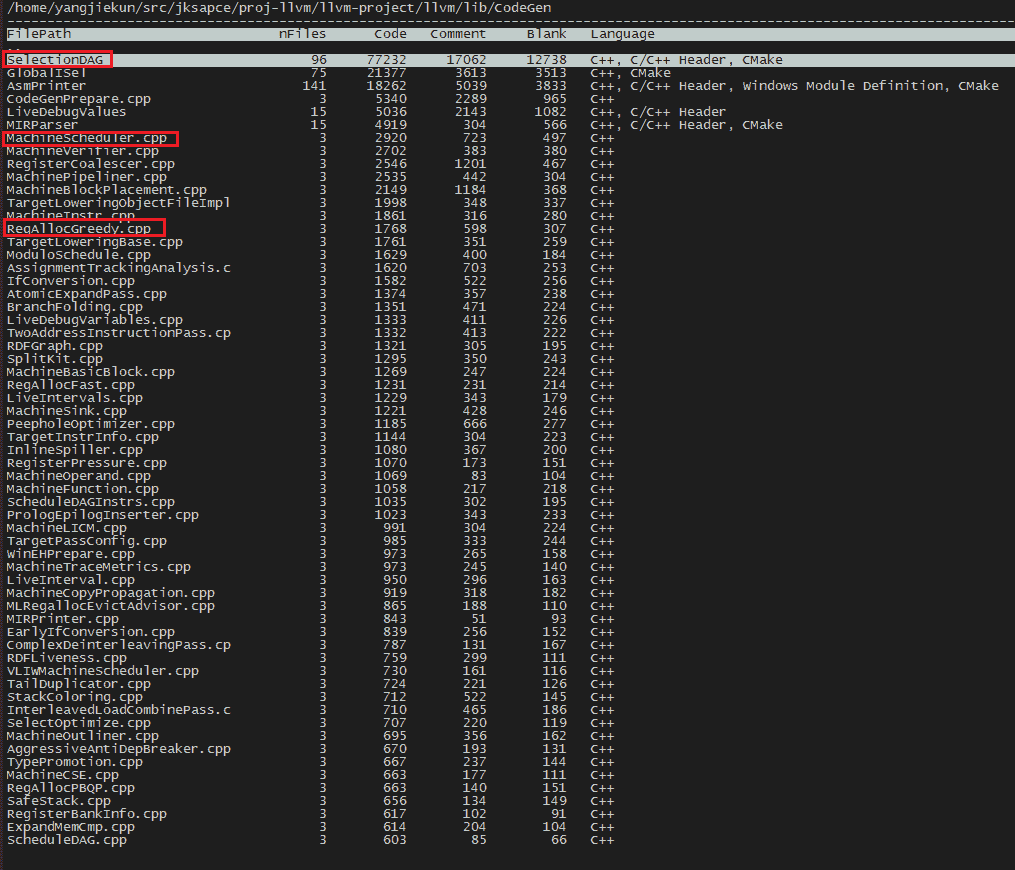 /home/yangjiekun/src/jksapce/proj-llvm/llvm-project/llvm/lib/CodeGen
FilePath nFiles Code Comment Blank Language
..
SelectionDAG 96 77232 17062 12738 C++, C/C++ Header, CMake
GlobalISel 75 21377 3613 3513 C++, CMake
AsmPrinter 141 18262 5039 3833 C++, C/C++ Header, Windows Module Definition, CMake
CodeGenPrepare.cpp 3 5340 2289 965 C++
LiveDebugValues 15 5036 2143 1082 C++, C/C++ Header
MIRParser 15 4919 304 566 C++, C/C++ Header, CMake
MachineScheduler.cpp 3 2920 723 497 C++
MachineVerifier.cpp 3 2702 383 380 C++
RegisterCoalescer.cpp 3 2546 1201 467 C++
MachinePipeliner.cpp 3 2535 442 304 C++
MachineBlockPlacement.cpp 3 2149 1184 368 C++
TargetLoweringObjectFileImpl 3 1998 348 337 C++
MachineInstr.cpp 3 1861 316 280 C++
RegAllocGreedy.cpp 3 1768 598 307 C++
TargetLoweringBase.cpp 3 1761 351 259 C++
ModuloSchedule.cpp 3 1629 400 184 C++
AssignmentTrackingAnalysis.c 3 1620 703 253 C++
IfConversion.cpp 3 1582 522 256 C++
AtomicExpandPass.cpp 3 1374 357 238 C++
BranchFolding.cpp 3 1351 471 224 C++
LiveDebugVariables.cpp 3 1333 411 226 C++
TwoAddressInstructionPass.cp 3 1332 413 222 C++
RDFGraph.cpp 3 1321 305 195 C++
SplitKit.cpp 3 1295 350 243 C++
MachineBasicBlock.cpp 3 1269 247 224 C++
RegAllocFast.cpp 3 1231 231 214 C++
LiveIntervals.cpp 3 1229 343 179 C++
MachineSink.cpp 3 1221 428 246 C++
PeepholeOptimizer.cpp 3 1185 666 277 C++
TargetInstrInfo.cpp 3 1144 304 223 C++
InlineSpiller.cpp 3 1080 367 200 C++
RegisterPressure.cpp 3 1070 173 151 C++
MachineOperand.cpp 3 1069 83 104 C++
MachineFunction.cpp 3 1058 217 218 C++
ScheduleDAGInstrs.cpp 3 1035 302 195 C++
PrologEpilogInserter.cpp 3 1023 343 233 C++
MachineLICM.cpp 3 991 304 224 C++
TargetPassConfig.cpp 3 985 333 244 C++
WinEHPrepare.cpp 3 973 265 158 C++
MachineTraceMetrics.cpp 3 973 245 140 C++
LiveInterval.cpp 3 950 296 163 C++
MachineCopyPropagation.cpp 3 919 318 182 C++
MLRegallocEvictAdvisor.cpp 3 865 188 110 C++
MIRPrinter.cpp 3 843 51 93 C++
EarlyIfConversion.cpp 3 839 256 152 C++
ComplexDeinterleavingPass.cp 3 787 131 167 C++
RDFLiveness.cpp 3 759 299 111 C++
VLIWMachineScheduler.cpp 3 730 161 116 C++
TailDuplicator.cpp 3 724 221 126 C++
StackColoring.cpp 3 712 522 145 C++
InterleavedLoadCombinePass.c 3 710 465 186 C++
SelectOptimize.cpp 3 707 220 119 C++
MachineOutliner.cpp 3 695 356 162 C++
AggressiveAntiDepBreaker.cpp 3 670 193 131 C++
TypePromotion.cpp 3 667 237 144 C++
MachineCSE.cpp 3 663 177 111 C++
RegAllocPBQP.cpp 3 663 140 151 C++
SafeStack.cpp 3 656 134 149 C++
RegisterBankInfo.cpp 3 617 102 91 C++
ExpandMemCmp.cpp 3 614 204 104 C++
ScheduleDAG.cpp 3 603 85 66 C++